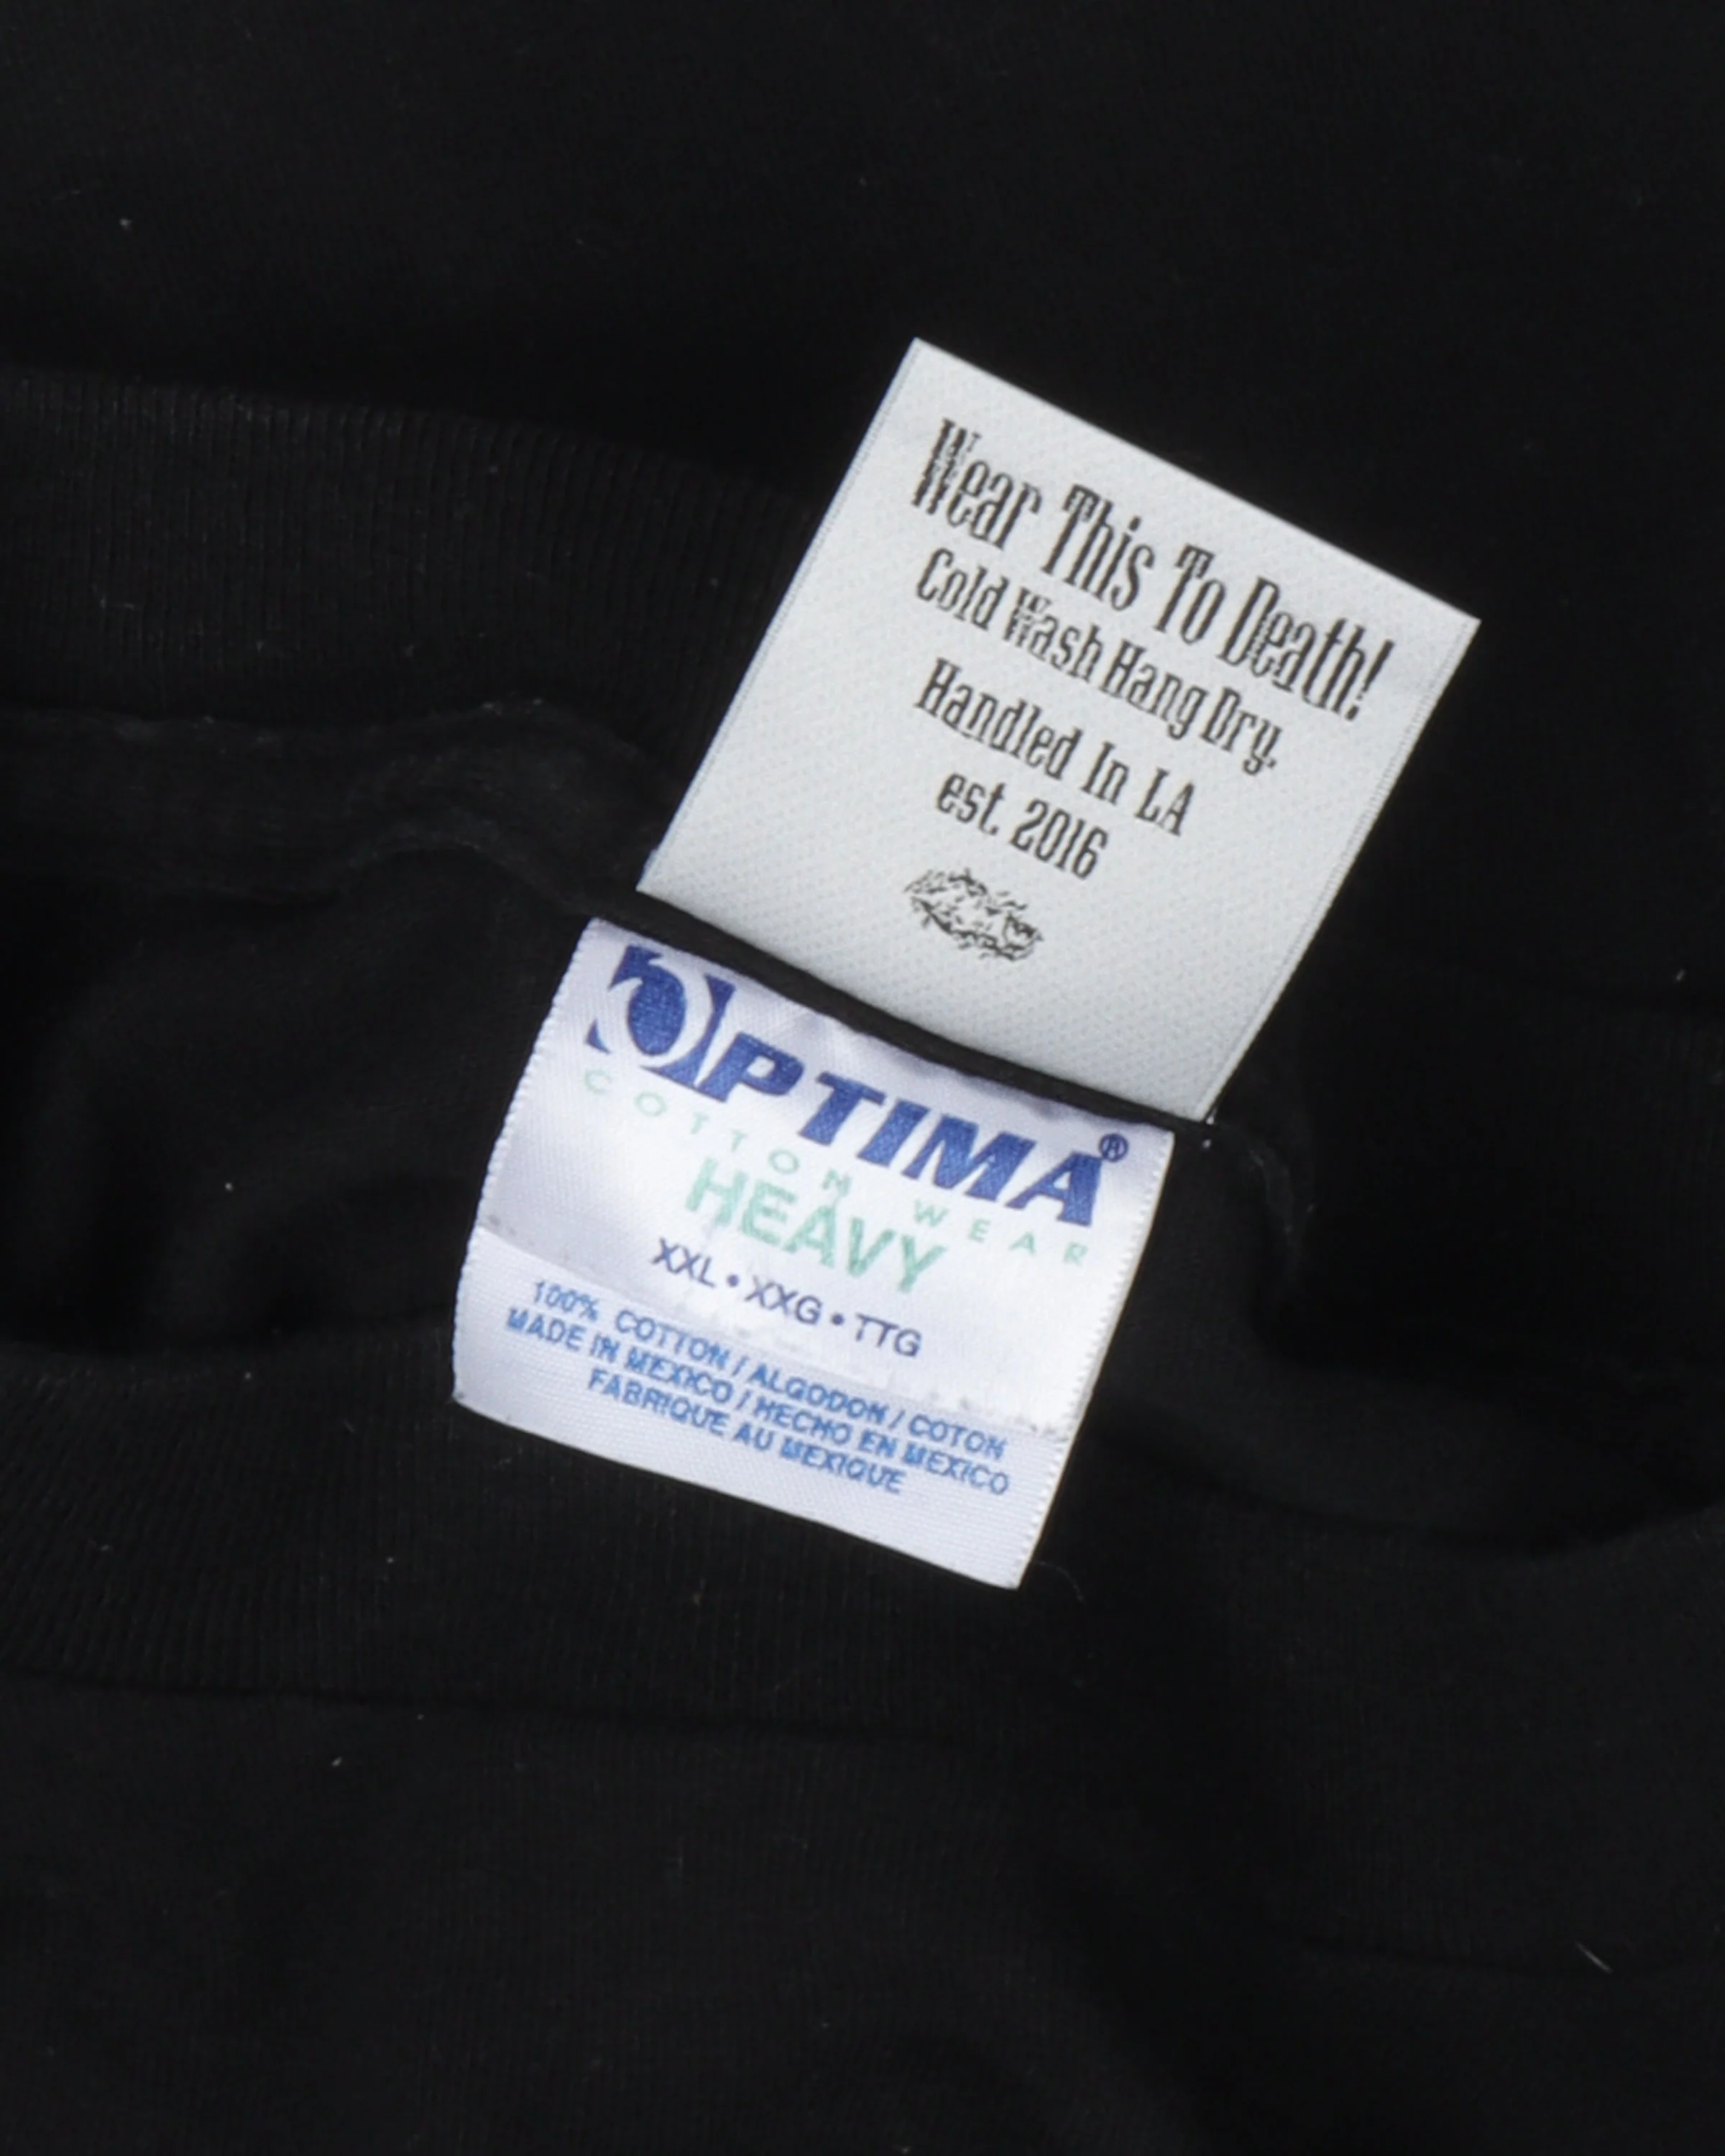 Wear This To Death!
Cold Wash Hang Dry.
Handled In LA
est. 2016
OPTIMA®
COTTON WEAR
HEAVY
XXL • XXG • TTG
100% COTTON / ALGODON / COTON
MADE IN MEXICO / HECHO EN MEXICO
FABRIQUE AU MEXIQUE